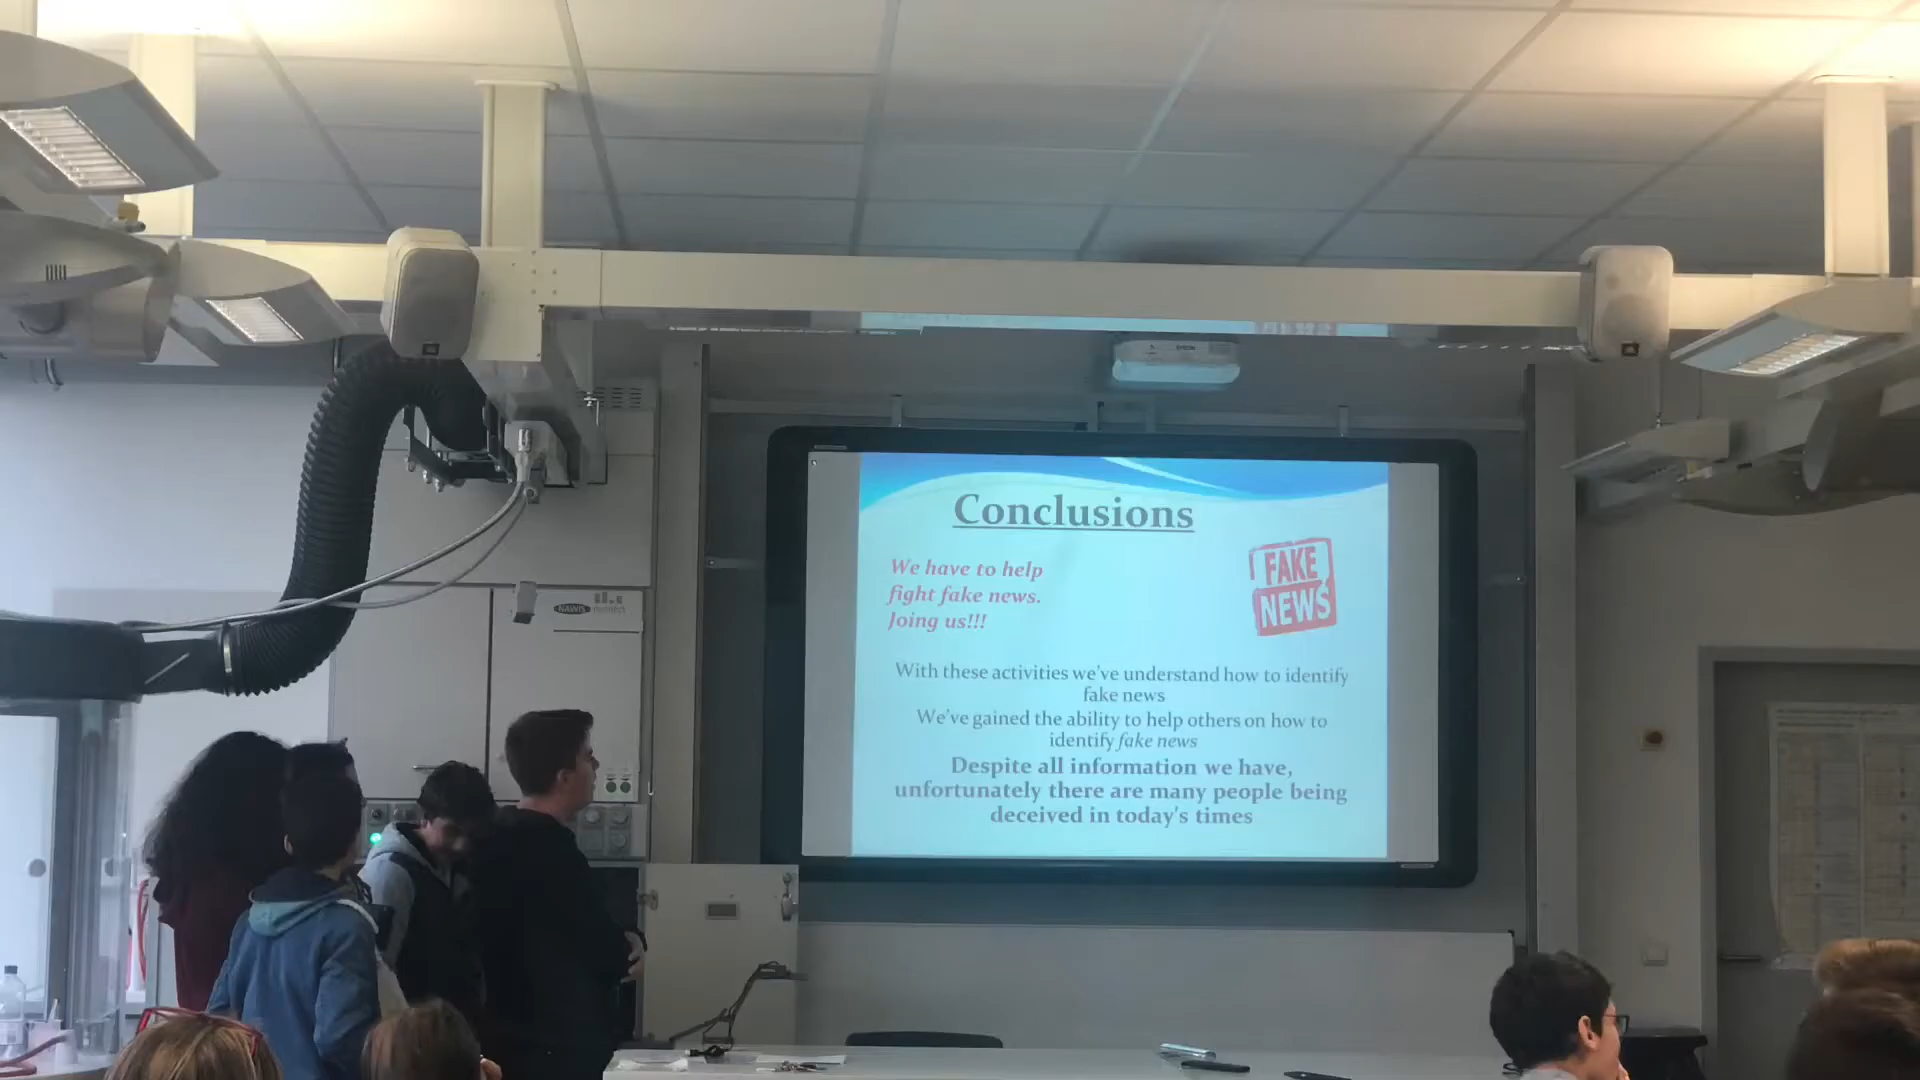 Conclusions
We have to help
fight fake news.
Joing us!!!
FAKE
NEWS
With these activities we've understand how to identify
fake news
We've gained the ability to help others on how to
identify fake news
Despite all information we have,
unfortunately there are many people being
deceived in today's times
EPSON
NAWIS